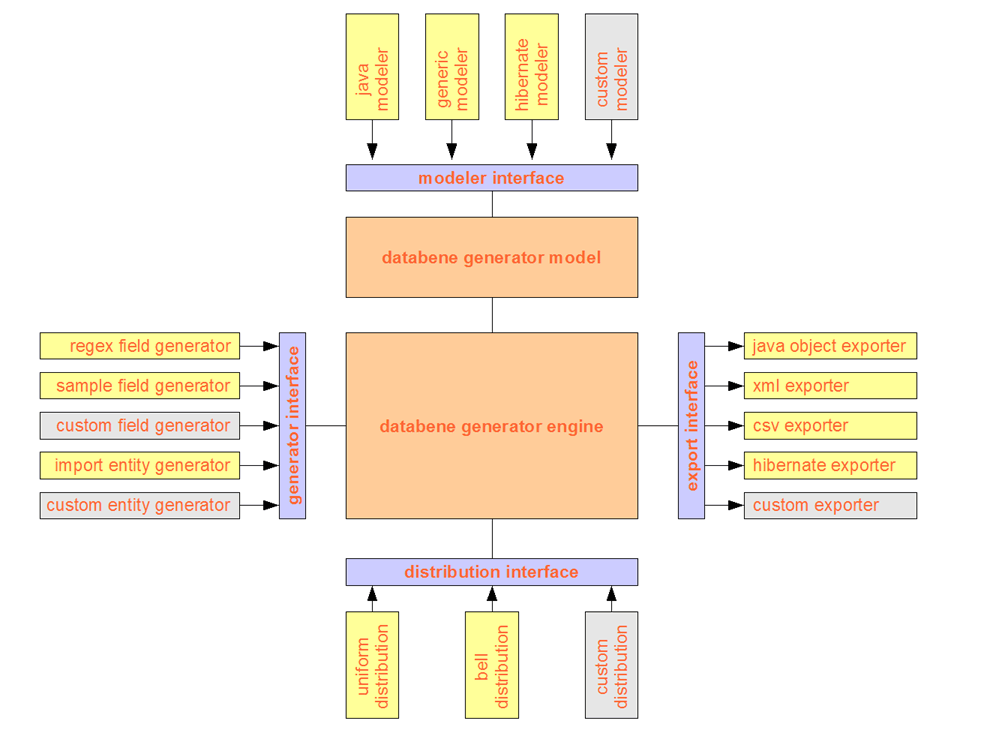 java
modeler
generic
modeler
hibernate
modeler
custom
modeler
modeler interface
databene generator model
regex field generator
sample field generator
custom field generator
import entity generator
custom entity generator
generator interface
databene generator engine
export interface
java object exporter
xml exporter
csv exporter
hibernate exporter
custom exporter
distribution interface
uniform
distribution
bell
distribution
custom
distribution